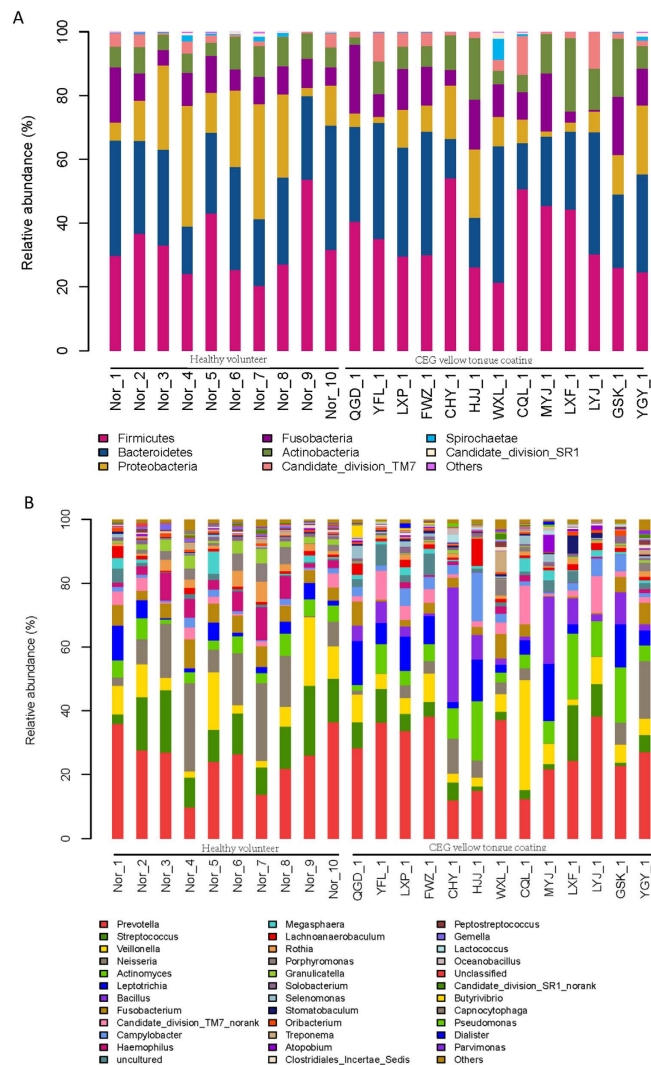 A
Relative abundance (%)
100
80
60
40
20
0
Healthy volunteer
CEG yellow tongue coating
Nor_1 Nor_2 Nor_3 Nor_4 Nor_5 Nor_6 Nor_7 Nor_8 Nor_9 Nor_10 QGD_1 YFL_1 LXP_1 FWZ_1 CHY_1 HJJ_1 WXL_1 CQL_1 MYJ_1 LXF_1 LYJ_1 GSK_1 YGY_1
Firmicutes Fusobacteria Spirochaetae
Bacteroidetes Actinobacteria Candidate_division_SR1
Proteobacteria Candidate_division_TM7 Others
B
Relative abundance (%)
100
80
60
40
20
0
Healthy volunteer
CEG yellow tongue coating
Nor_1 Nor_2 Nor_3 Nor_4 Nor_5 Nor_6 Nor_7 Nor_8 Nor_9 Nor_10 QGD_1 YFL_1 LXP_1 FWZ_1 CHY_1 HJJ_1 WXL_1 CQL_1 MYJ_1 LXF_1 LYJ_1 GSK_1 YGY_1
Prevotella Megasphaera Peptostreptococcus
Streptococcus Lachnoanaerobaculum Gemella
Veillonella Rothia Lactococcus
Neisseria Porphyromonas Oceanobacillus
Actinomyces Granulicatella Unclassified
Leptotrichia Solobacterium Candidate_division_SR1_norank
Bacillus Selenomonas Butyrivibrio
Fusobacterium Stomatobaculum Capnocytophaga
Candidate_division_TM7_norank Oribacterium Pseudomonas
Campylobacter Treponema Dialister
Haemophilus Atopobium Parvimonas
uncultured Clostridiales_Incertae_Sedis Others